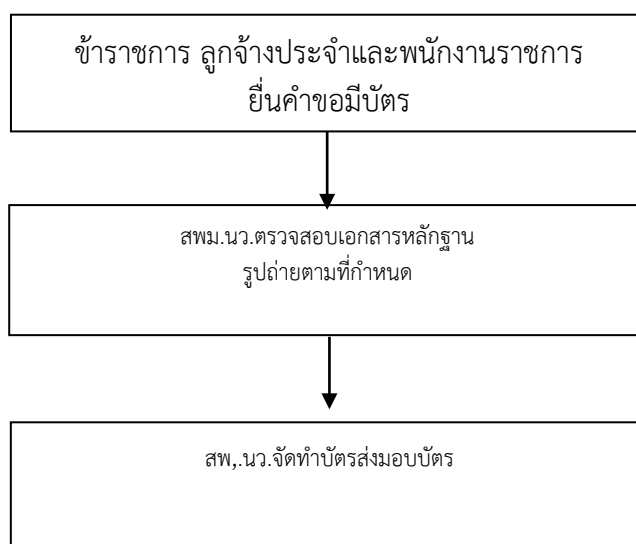 ข้าราชการ ลูกจ้างประจำและพนักงานราชการ
ยื่นคำขอมีบัตร
สพม.นว.ตรวจสอบเอกสารหลักฐาน
รูปถ่ายตามที่กำหนด
สพ,.นว.จัดทำบัตรส่งมอบบัตร